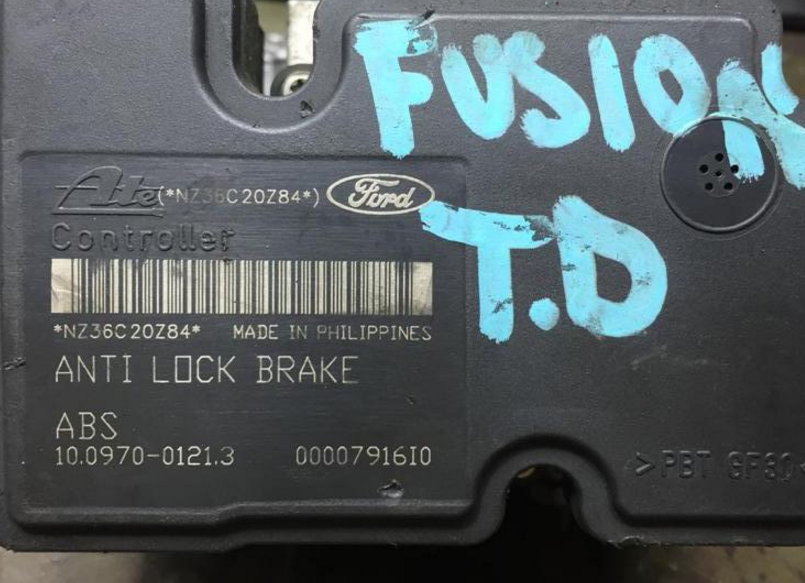 FUSION
Ate (*NZ36C20Z84*) Ford
Controller
T.D
*NZ36C20Z84* MADE IN PHILIPPINES
ANTI LOCK BRAKE
ABS
10.0970-0121.3 00007916I0
>PBT GF30